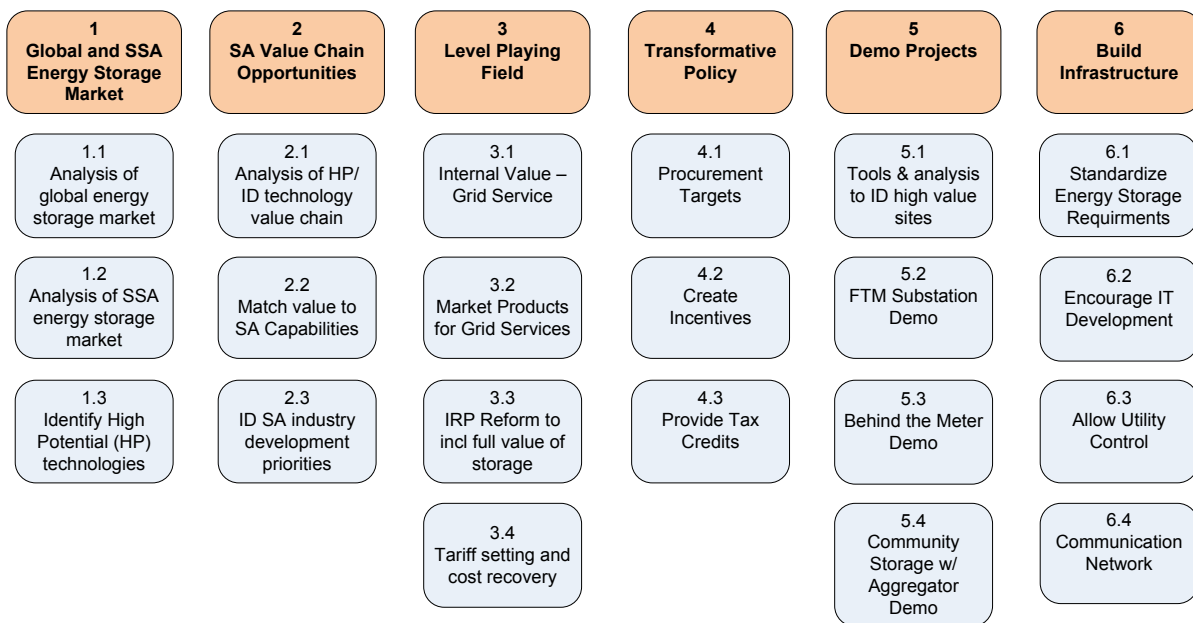 1
Global and SSA
Energy Storage
Market
2
SA Value Chain
Opportunities
3
Level Playing
Field
4
Transformative
Policy
5
Demo Projects
6
Build
Infrastructure
1.1
Analysis of
global energy
storage market
2.1
Analysis of HP/
ID technology
value chain
3.1
Internal Value –
Grid Service
4.1
Procurement
Targets
5.1
Tools & analysis
to ID high value
sites
6.1
Standardize
Energy Storage
Requirments
1.2
Analysis of SSA
energy storage
market
2.2
Match value to
SA Capabilities
3.2
Market Products
for Grid Services
4.2
Create
Incentives
5.2
FTM Substation
Demo
6.2
Encourage IT
Development
1.3
Identify High
Potential (HP)
technologies
2.3
ID SA industry
development
priorities
3.3
IRP Reform to
incl full value of
storage
4.3
Provide Tax
Credits
5.3
Behind the Meter
Demo
6.3
Allow Utility
Control
3.4
Tariff setting and
cost recovery
5.4
Community
Storage w/
Aggregator
Demo
6.4
Communication
Network